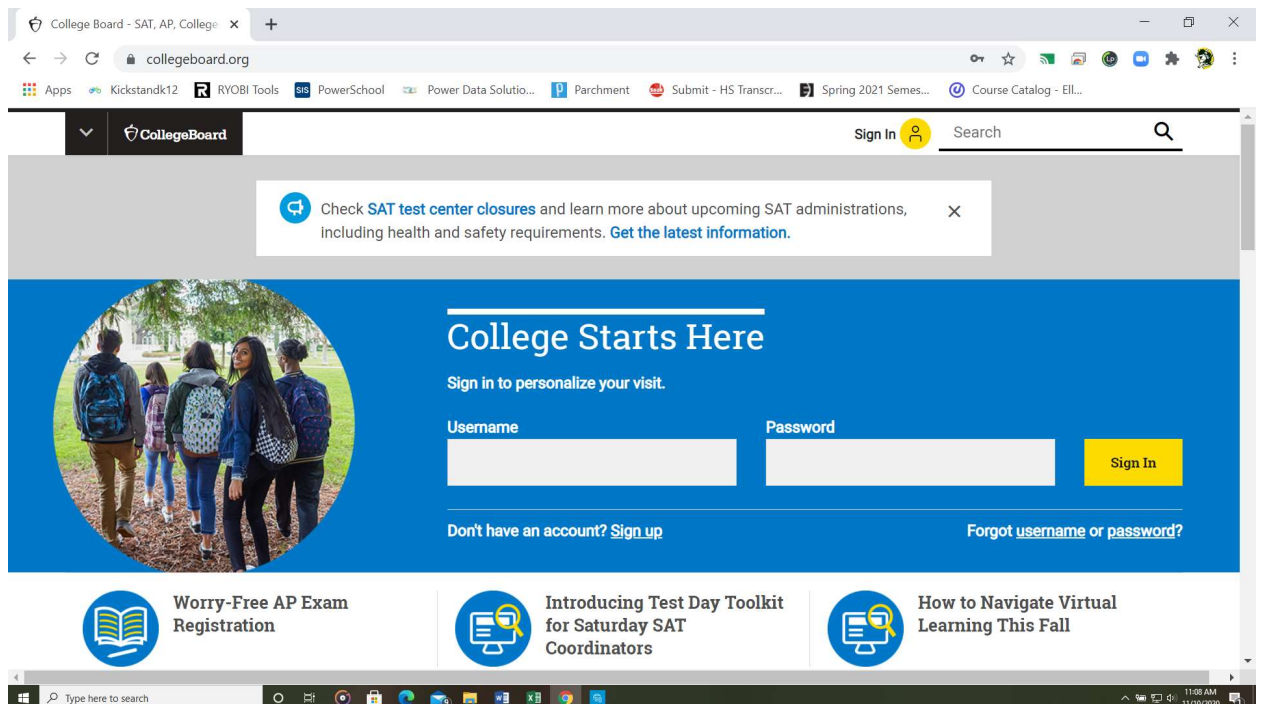 College Board - SAT, AP, College
collegeboard.org
Apps Kickstandk12 RYOBI Tools SIS PowerSchool Power Data Solutio... Parchment Submit - HS Transcr... Spring 2021 Semes... Course Catalog - Ell...
CollegeBoard Sign In Search
Check SAT test center closures and learn more about upcoming SAT administrations,
including health and safety requirements. Get the latest information.
College Starts Here
Sign in to personalize your visit.
Username Password
Sign In
Don't have an account? Sign up Forgot username or password?
Worry-Free AP Exam
Registration
Introducing Test Day Toolkit
for Saturday SAT
Coordinators
How to Navigate Virtual
Learning This Fall
Type here to search
11:08 AM
11/10/2020